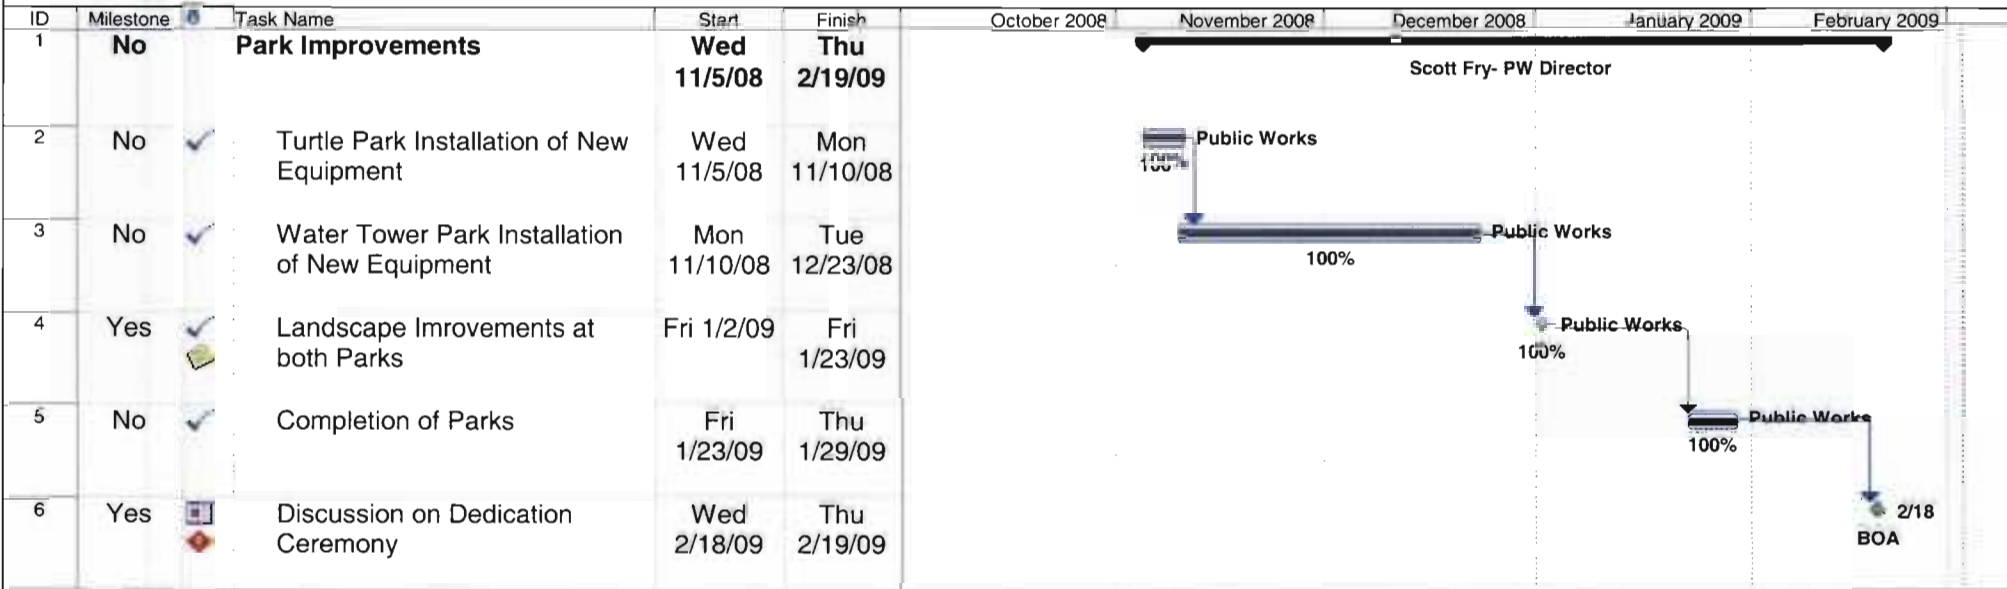 ID Milestone Task Name Start Finish October 2008 November 2008 December 2008 January 2009 February 2009
1 No Park Improvements Wed Thu
11/5/08 2/19/09
Scott Fry- PW Director
2 No Turtle Park Installation of New Wed Mon Public Works
Equipment 11/5/08 11/10/08 100%
3 No Water Tower Park Installation Mon Tue Public Works
of New Equipment 11/10/08 12/23/08 100%
4 Yes Landscape Imrovements at Fri 1/2/09 Fri Public Works
both Parks 1/23/09 100%
5 No Completion of Parks Fri Thu Public Works
1/23/09 1/29/09 100%
6 Yes Discussion on Dedication Wed Thu 2/18
Ceremony 2/18/09 2/19/09 BOA